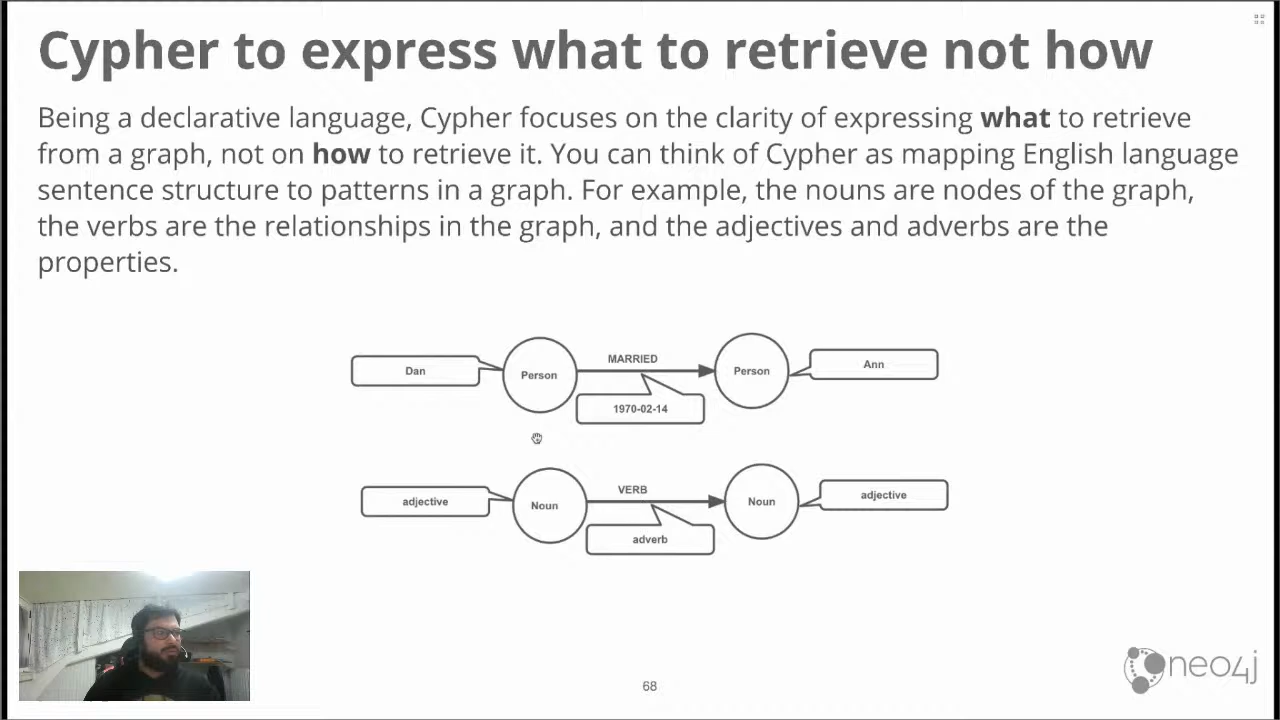 Cypher to express what to retrieve not how
Being a declarative language, Cypher focuses on the clarity of expressing what to retrieve
from a graph, not on how to retrieve it. You can think of Cypher as mapping English language
sentence structure to patterns in a graph. For example, the nouns are nodes of the graph,
the verbs are the relationships in the graph, and the adjectives and adverbs are the
properties.
Dan
Person
MARRIED
1970-02-14
Person
Ann
adjective
Noun
VERB
adverb
Noun
adjective
68
neo4j